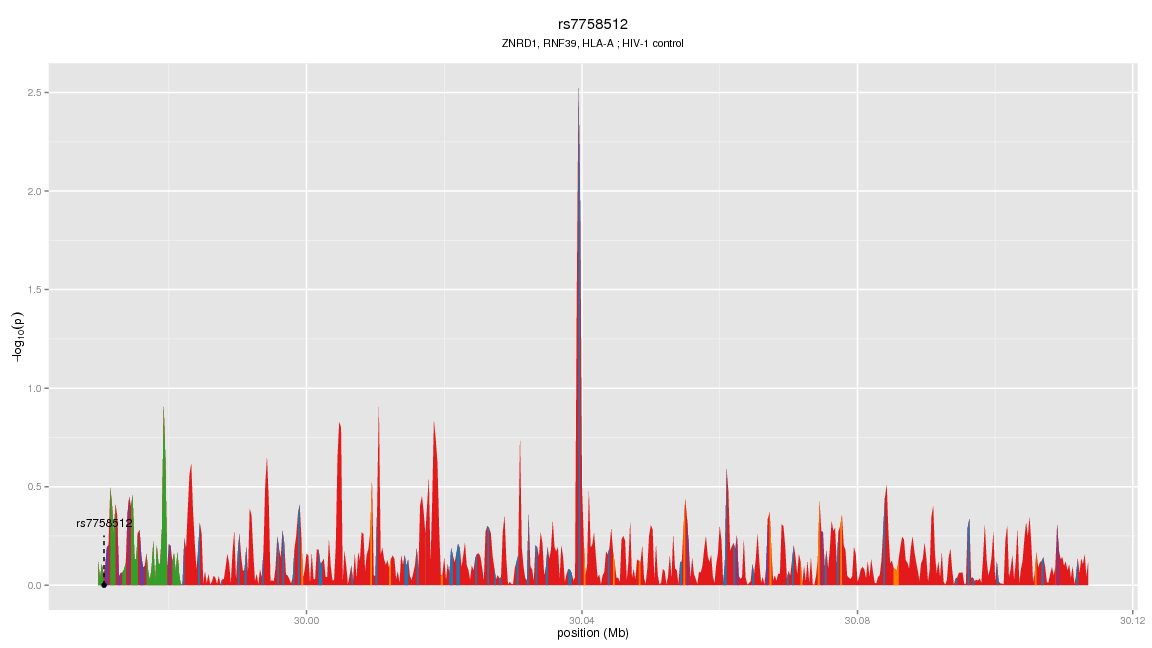 rs7758512
ZNRD1, RNF39, HLA-A ; HIV-1 control
2.5
2.0
1.5
1.0
0.5
0.0
−log10(p)
rs7758512
30.00
30.04
30.08
30.12
position (Mb)